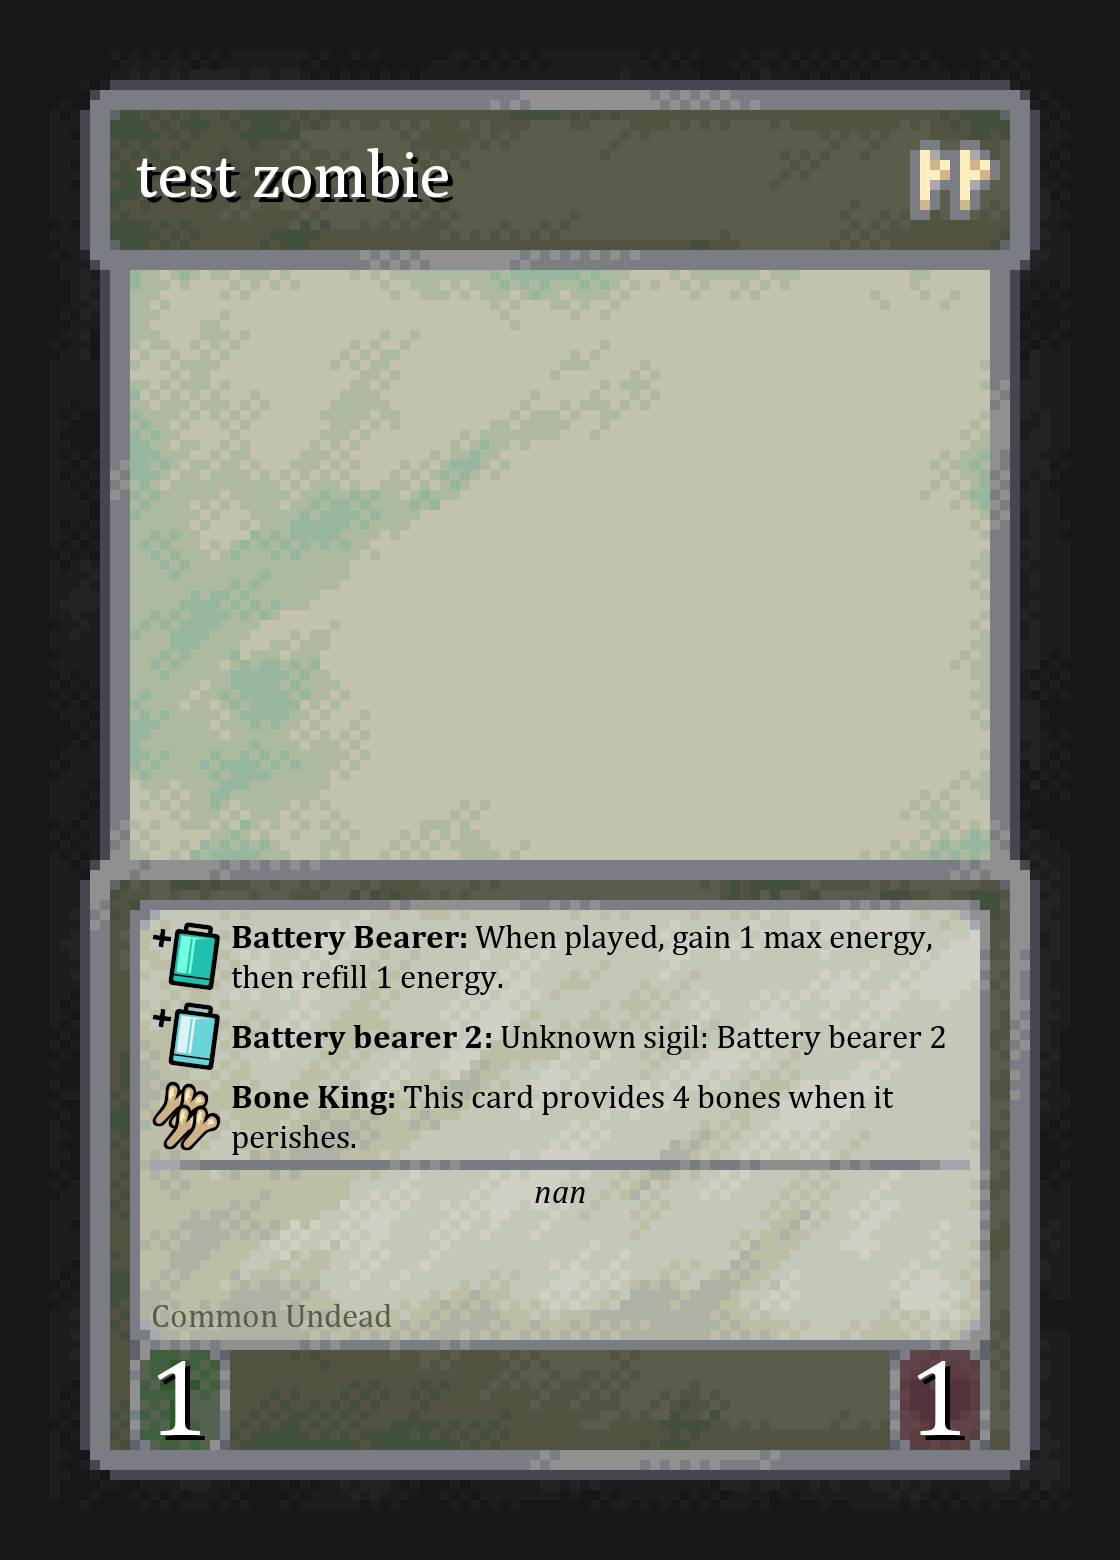 test zombie
Battery Bearer: When played, gain 1 max energy,
then refill 1 energy.
Battery bearer 2: Unknown sigil: Battery bearer 2
Bone King: This card provides 4 bones when it
perishes.
nan
Common Undead
1
1